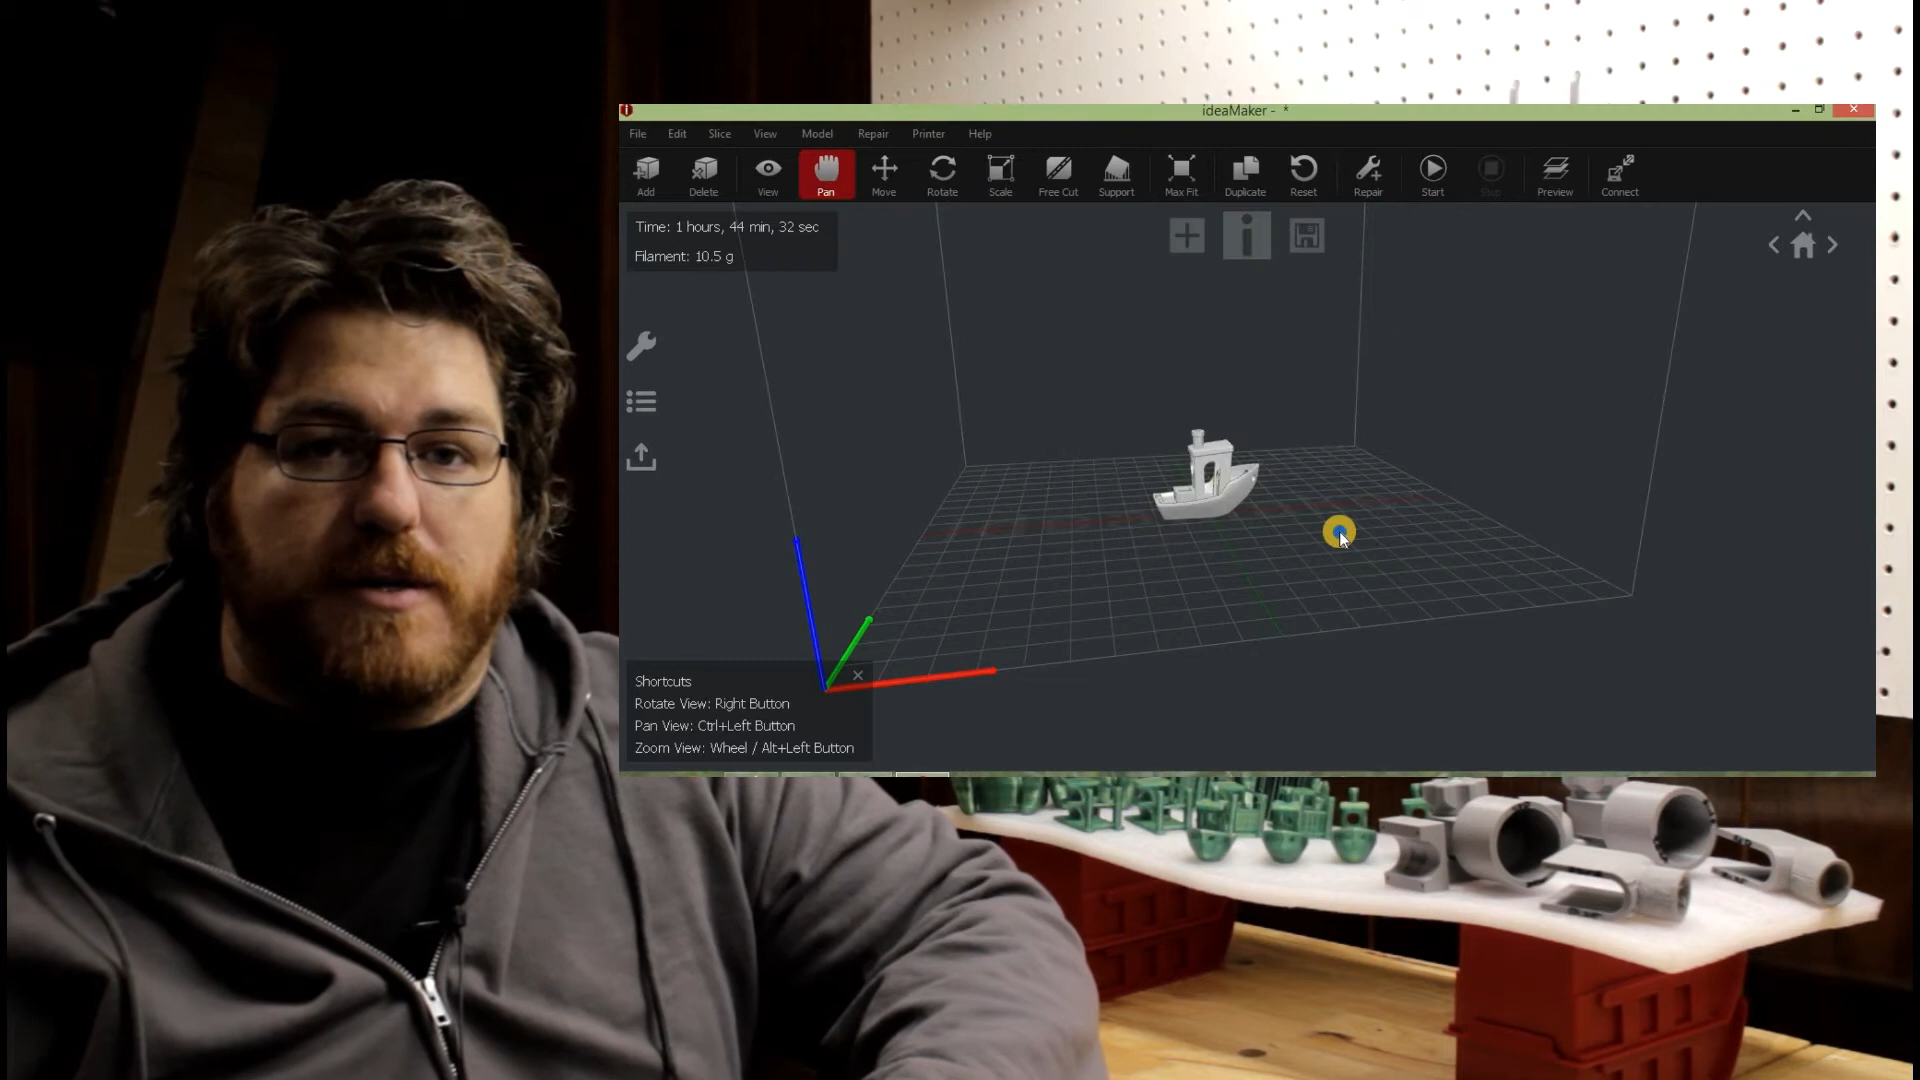 ideaMaker - *
File Edit Slice View Model Repair Printer Help
Add Delete View Pan Move Rotate Scale Free Cut Support Max Fit Duplicate Reset Repair Start Stop Preview Connect
Time: 1 hours, 44 min, 32 sec
Filament: 10.5 g
Shortcuts
Rotate View: Right Button
Pan View: Ctrl+Left Button
Zoom View: Wheel / Alt+Left Button